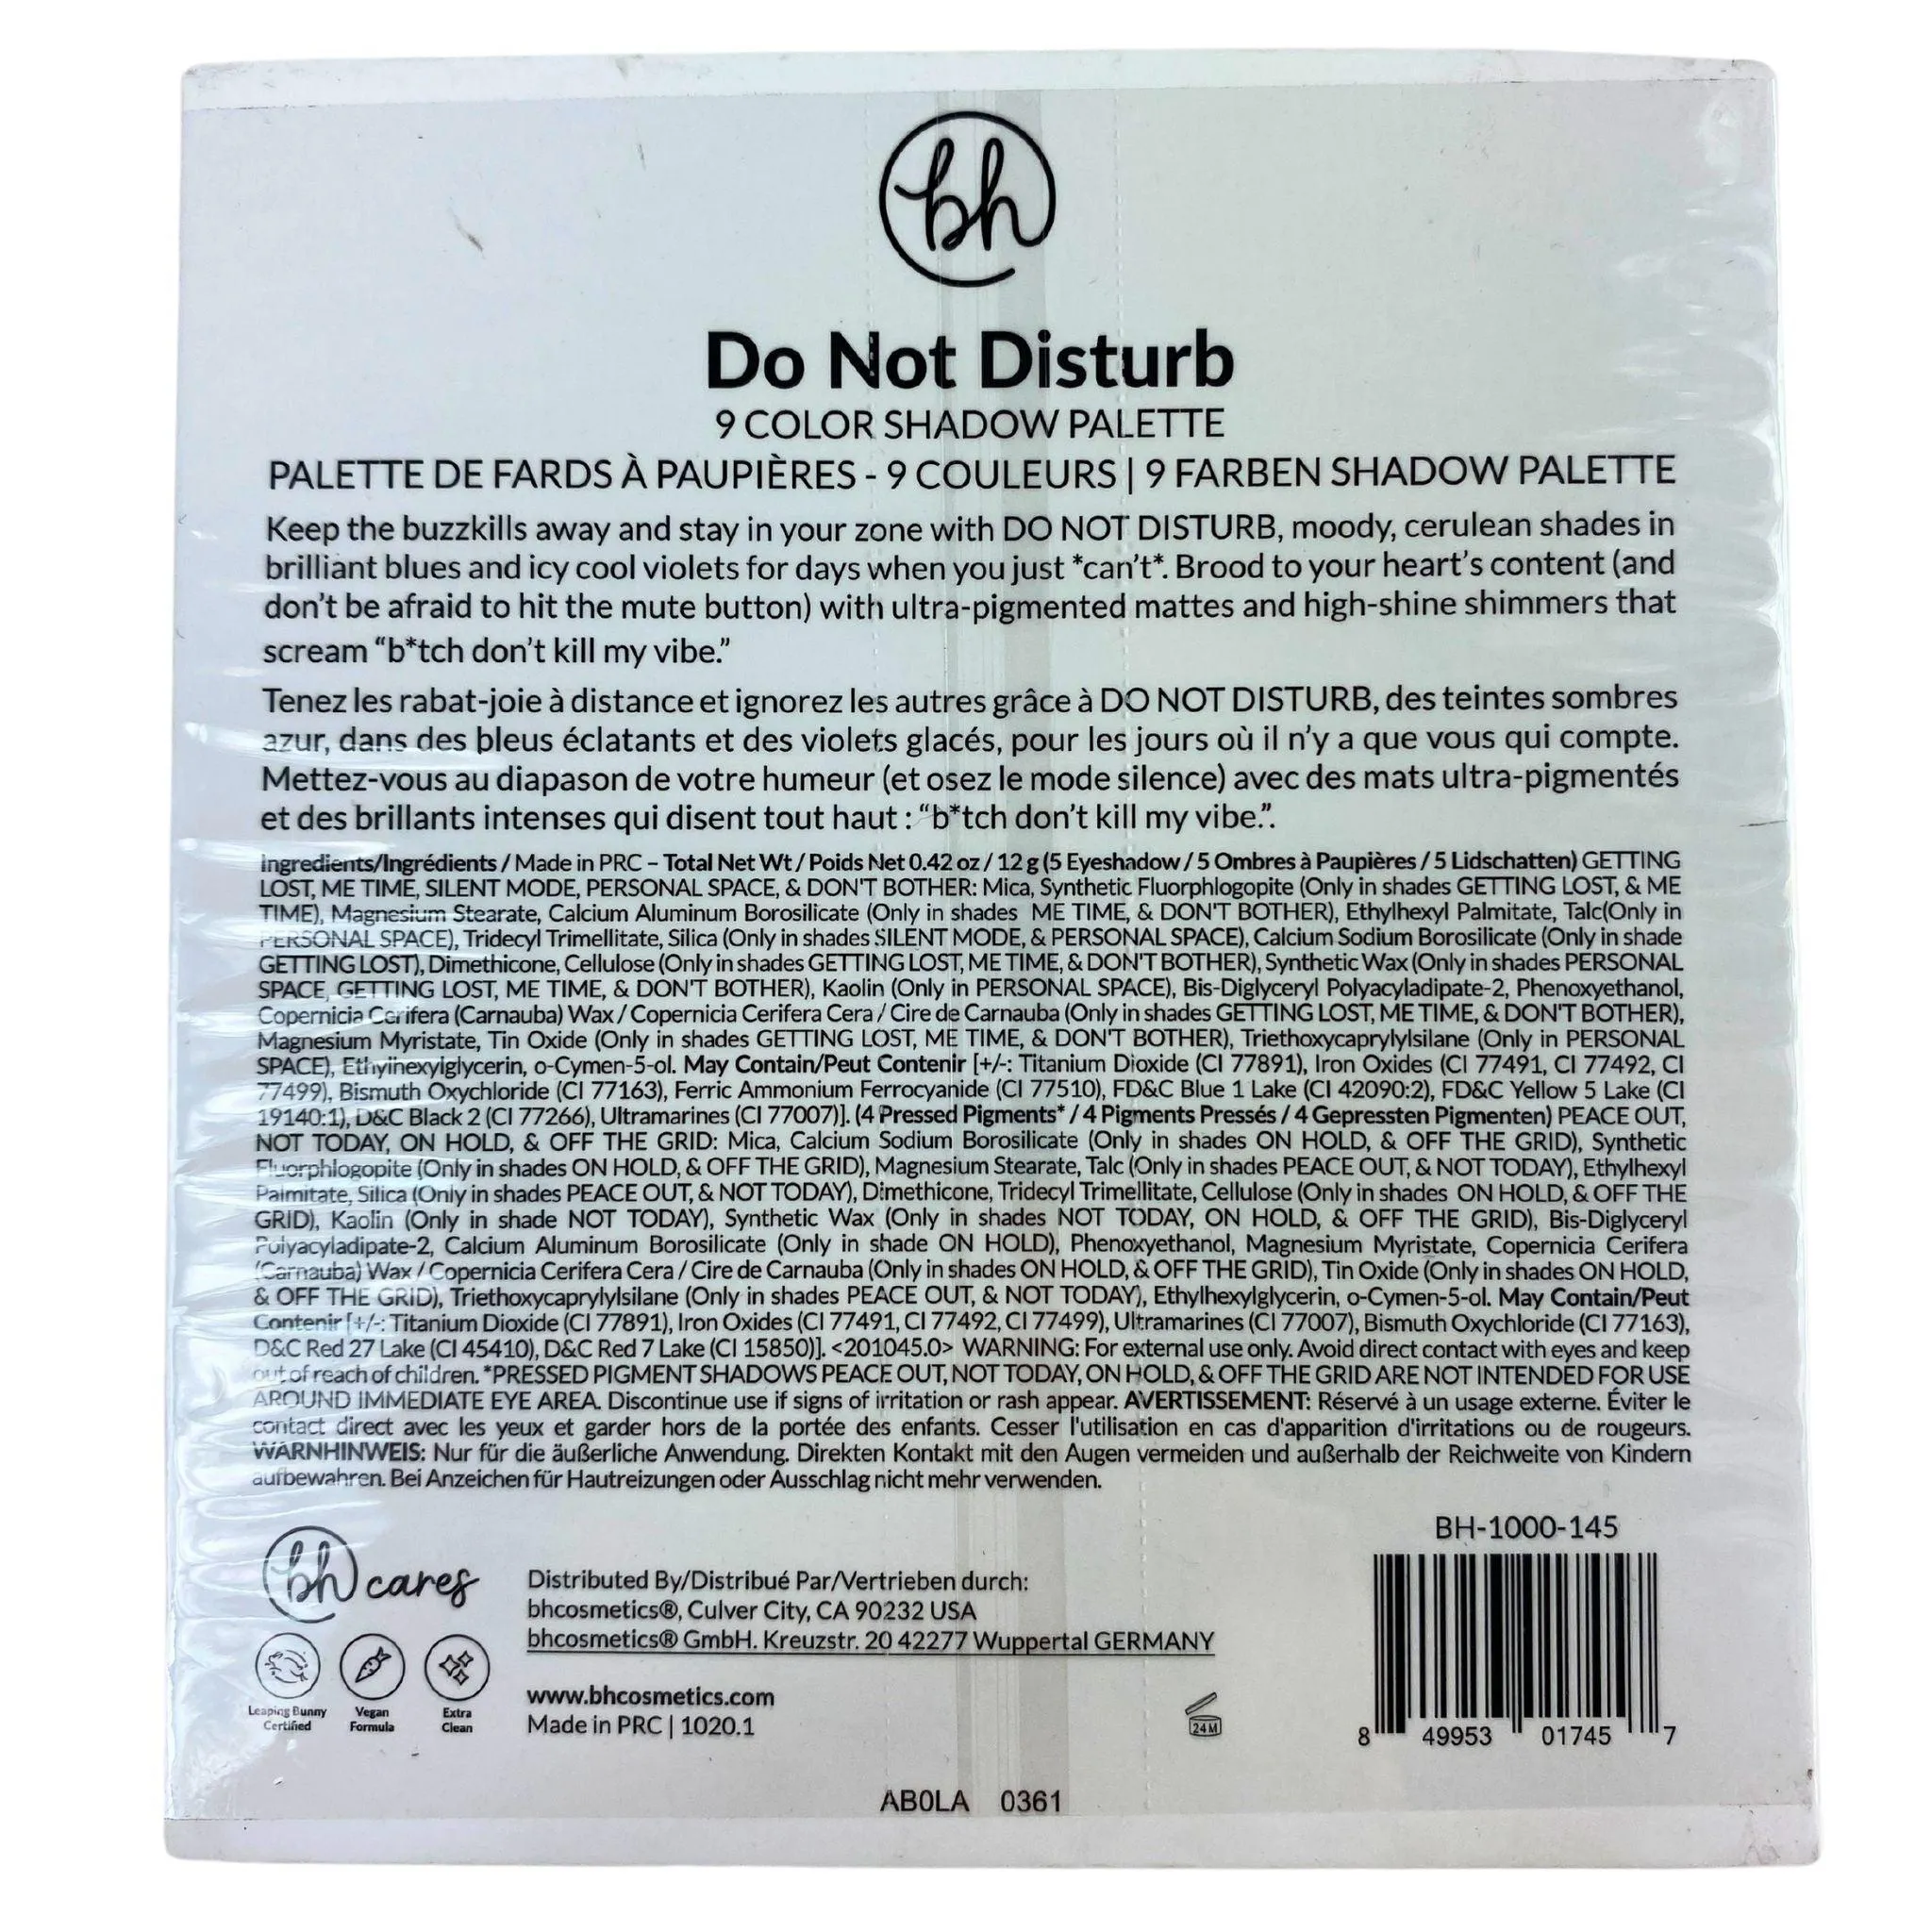 bh
Do Not Disturb
9 COLOR SHADOW PALETTE
PALETTE DE FARDS À PAUPIÈRES - 9 COULEURS | 9 FARBEN SHADOW PALETTE
Keep the buzzkills away and stay in your zone with DO NOT DISTURB, moody, cerulean shades in
brilliant blues and icy cool violets for days when you just *can't*. Brood to your heart's content (and
don't be afraid to hit the mute button) with ultra-pigmented mattes and high-shine shimmers that
scream “b*tch don't kill my vibe.”
Tenez les rabat-joie à distance et ignorez les autres grâce à DO NOT DISTURB, des teintes sombres
azur, dans des bleus éclatants et des violets glacés, pour les jours où il n'y a que vous qui compte.
Mettez-vous au diapason de votre humeur (et osez le mode silence) avec des mats ultra-pigmentés
et des brillants intenses qui disent tout haut : “b*tch don't kill my vibe.”.
Ingredients/Ingrédients / Made in PRC – Total Net Wt / Poids Net 0.42 oz / 12 g (5 Eyeshadow / 5 Ombres à Paupières / 5 Lidschatten) GETTING
LOST, ME TIME, SILENT MODE, PERSONAL SPACE, & DON'T BOTHER: Mica, Synthetic Fluorphlogopite (Only in shades GETTING LOST, & ME
TIME), Magnesium Stearate, Calcium Aluminum Borosilicate (Only in shades ME TIME, & DON'T BOTHER), Ethylhexyl Palmitate, Talc(Only in
PERSONAL SPACE), Tridecyl Trimellitate, Silica (Only in shades SILENT MODE, & PERSONAL SPACE), Calcium Sodium Borosilicate (Only in shade
GETTING LOST), Dimethicone, Cellulose (Only in shades GETTING LOST, ME TIME, & DON'T BOTHER), Synthetic Wax (Only in shades PERSONAL
SPACE, GETTING LOST, ME TIME, & DON'T BOTHER), Kaolin (Only in PERSONAL SPACE), Bis-Diglyceryl Polyacyladipate-2, Phenoxyethanol,
Copernicia Cerifera (Carnauba) Wax / Copernicia Cerifera Cera / Cire de Carnauba (Only in shades GETTING LOST, ME TIME, & DON'T BOTHER),
Magnesium Myristate, Tin Oxide (Only in shades GETTING LOST, ME TIME, & DON'T BOTHER), Triethoxycaprylylsilane (Only in PERSONAL
SPACE), Ethylhexylglycerin, o-Cymen-5-ol. May Contain/Peut Contenir [+/-: Titanium Dioxide (CI 77891), Iron Oxides (CI 77491, CI 77492, CI
77499), Bismuth Oxychloride (CI 77163), Ferric Ammonium Ferrocyanide (CI 77510), FD&C Blue 1 Lake (CI 42090:2), FD&C Yellow 5 Lake (CI
19140:1), D&C Black 2 (CI 77266), Ultramarines (CI 77007)]. (4 Pressed Pigments* / 4 Pigments Pressés / 4 Gepressten Pigmenten) PEACE OUT,
NOT TODAY, ON HOLD, & OFF THE GRID: Mica, Calcium Sodium Borosilicate (Only in shades ON HOLD, & OFF THE GRID), Synthetic
Fluorphlogopite (Only in shades ON HOLD, & OFF THE GRID), Magnesium Stearate, Talc (Only in shades PEACE OUT, & NOT TODAY), Ethylhexyl
Palmitate, Silica (Only in shades PEACE OUT, & NOT TODAY), Dimethicone, Tridecyl Trimellitate, Cellulose (Only in shades ON HOLD, & OFF THE
GRID), Kaolin (Only in shade NOT TODAY), Synthetic Wax (Only in shades NOT TODAY, ON HOLD, & OFF THE GRID), Bis-Diglyceryl
Polyacyladipate-2, Calcium Aluminum Borosilicate (Only in shade ON HOLD), Phenoxyethanol, Magnesium Myristate, Copernicia Cerifera
(Carnauba) Wax / Copernicia Cerifera Cera / Cire de Carnauba (Only in shades ON HOLD, & OFF THE GRID), Tin Oxide (Only in shades ON HOLD,
& OFF THE GRID), Triethoxycaprylylsilane (Only in shades PEACE OUT, & NOT TODAY), Ethylhexylglycerin, o-Cymen-5-ol. May Contain/Peut
Contenir [+/-: Titanium Dioxide (CI 77891), Iron Oxides (CI 77491, CI 77492, CI 77499), Ultramarines (CI 77007), Bismuth Oxychloride (CI 77163),
D&C Red 27 Lake (CI 45410), D&C Red 7 Lake (CI 15850)]. <201045.0> WARNING: For external use only. Avoid direct contact with eyes and keep
out of reach of children. *PRESSED PIGMENT SHADOWS PEACE OUT, NOT TODAY, ON HOLD, & OFF THE GRID ARE NOT INTENDED FOR USE
AROUND IMMEDIATE EYE AREA. Discontinue use if signs of irritation or rash appear. AVERTISSEMENT: Réservé à un usage externe. Éviter le
contact direct avec les yeux et garder hors de la portée des enfants. Cesser l'utilisation en cas d'apparition d'irritations ou de rougeurs.
WARNHINWEIS: Nur für die äußerliche Anwendung. Direkten Kontakt mit den Augen vermeiden und außerhalb der Reichweite von Kindern
aufbewahren. Bei Anzeichen für Hautreizungen oder Ausschlag nicht mehr verwenden.
bh cares
Leaping Bunny
Certified
Vegan
Formula
Extra
Clean
Distributed By/Distribué Par/Vertrieben durch:
bhcosmetics®, Culver City, CA 90232 USA
bhcosmetics® GmbH. Kreuzstr. 20 42277 Wuppertal GERMANY
www.bhcosmetics.com
Made in PRC | 1020.1
24M
BH-1000-145
8 49953 01745 7
AB0LA 0361